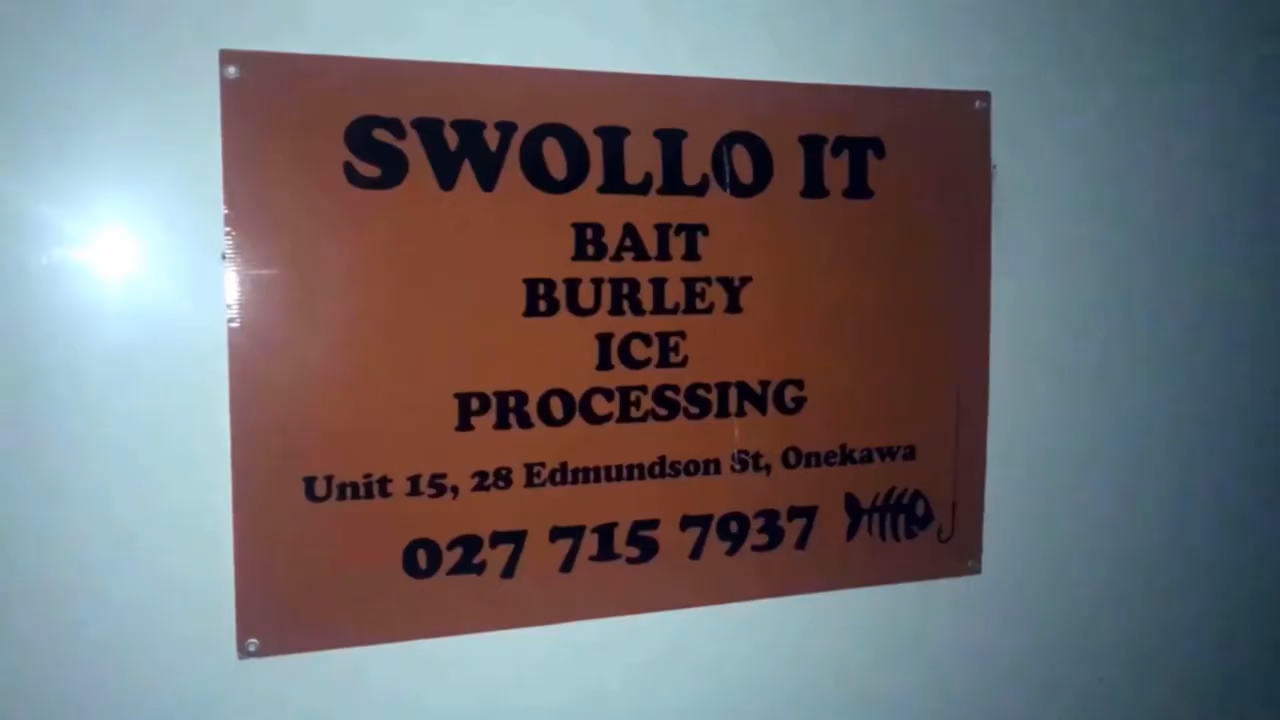 SWOLLO IT
BAIT
BURLEY
ICE
PROCESSING
Unit 15, 28 Edmundson St, Onekawa
027 715 7937